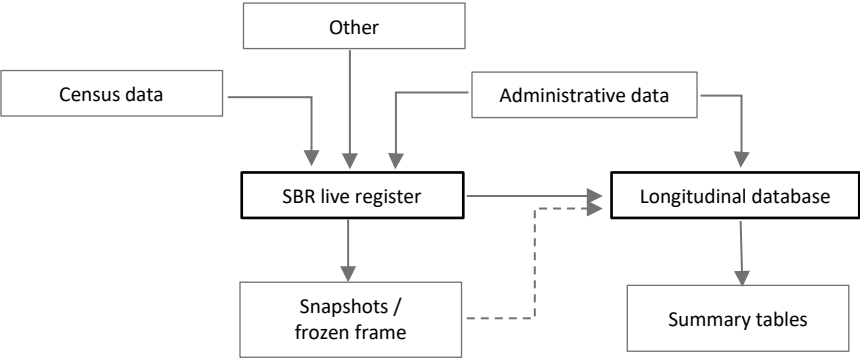 Other
Census data
Administrative data
SBR live register
Longitudinal database
Snapshots /
frozen frame
Summary tables